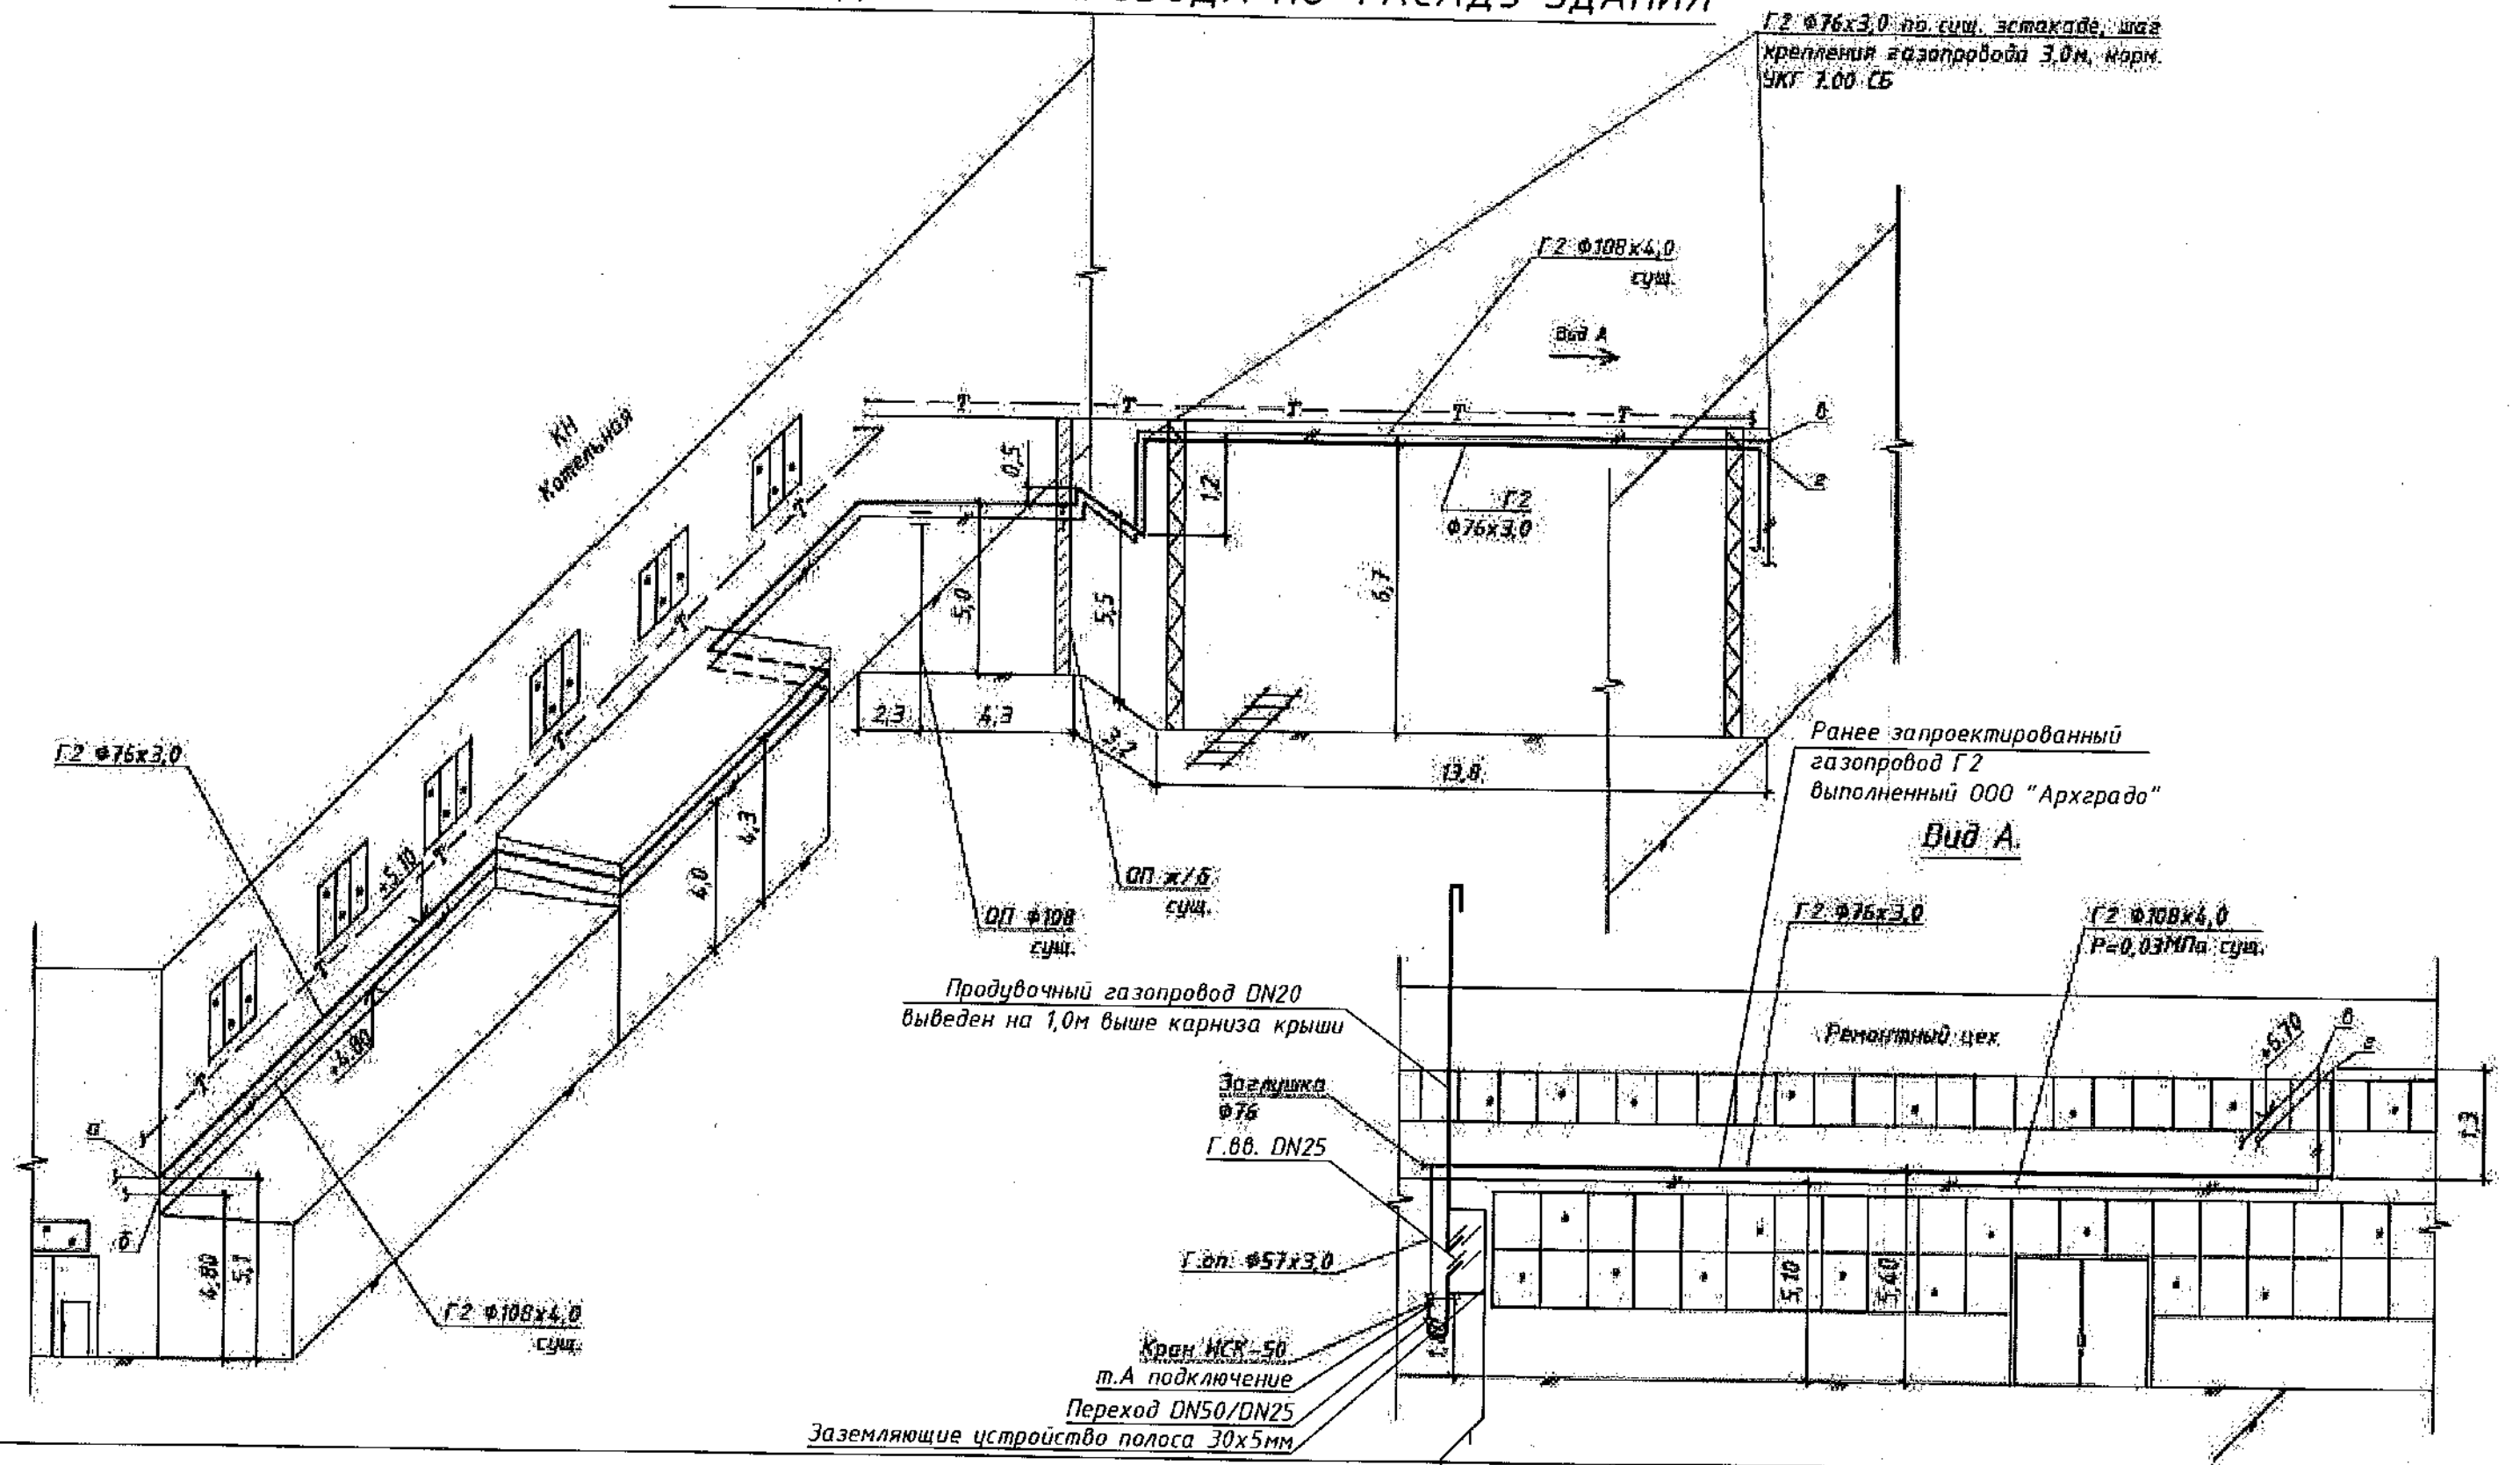 ПО ФАСАДУ ЗДАНИЯ
Г2 Ф76х3,0 по сущ. эстакаде, шаг
крепления газопровода 3,0м, норм.
УКГ 7.00 СБ
Г2 Ф108х4,0
сущ.
Вид А
Т Т Т Т Т
в
г
КН
Котельная
0,5
1,2
Г2
Ф76х3,0
Т
Т
Т
Т
Т
Т
5,0
5,5
6,7
2,3
4,3
3,2
13,8
Г2 Ф76х3,0
+5.10
+4.80
4,0
4,3
ОП Ф108
сущ.
ОП ж/б
сущ.
а
б
4,80
5,1
Г2 Ф108х4,0
сущ.
Ранее запроектированный
газопровод Г2
выполненный ООО "Архградо"
Вид А.
Г2 Ф76х3,0
Г2 Ф108х4,0
Р=0,03МПа сущ.
Продувочный газопровод DN20
выведен на 1,0м выше карниза крыши
Ремонтный цех
в
г
1,3
Заглушка
Ф76
Г.вв. DN25
Г.оп. Ф57х3,0
5,10
5,40
Кран ИСК-50
т.А подключение
Переход DN50/DN25
Заземляющие устройство полоса 30х5мм